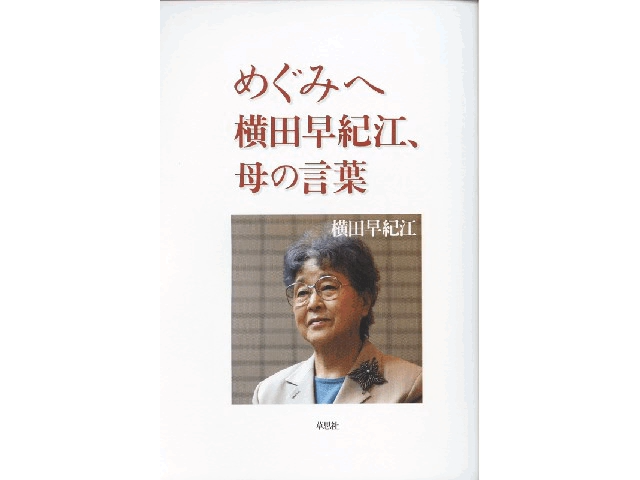 めぐみへ
横田早紀江、
母の言葉
横田早紀江
草思社